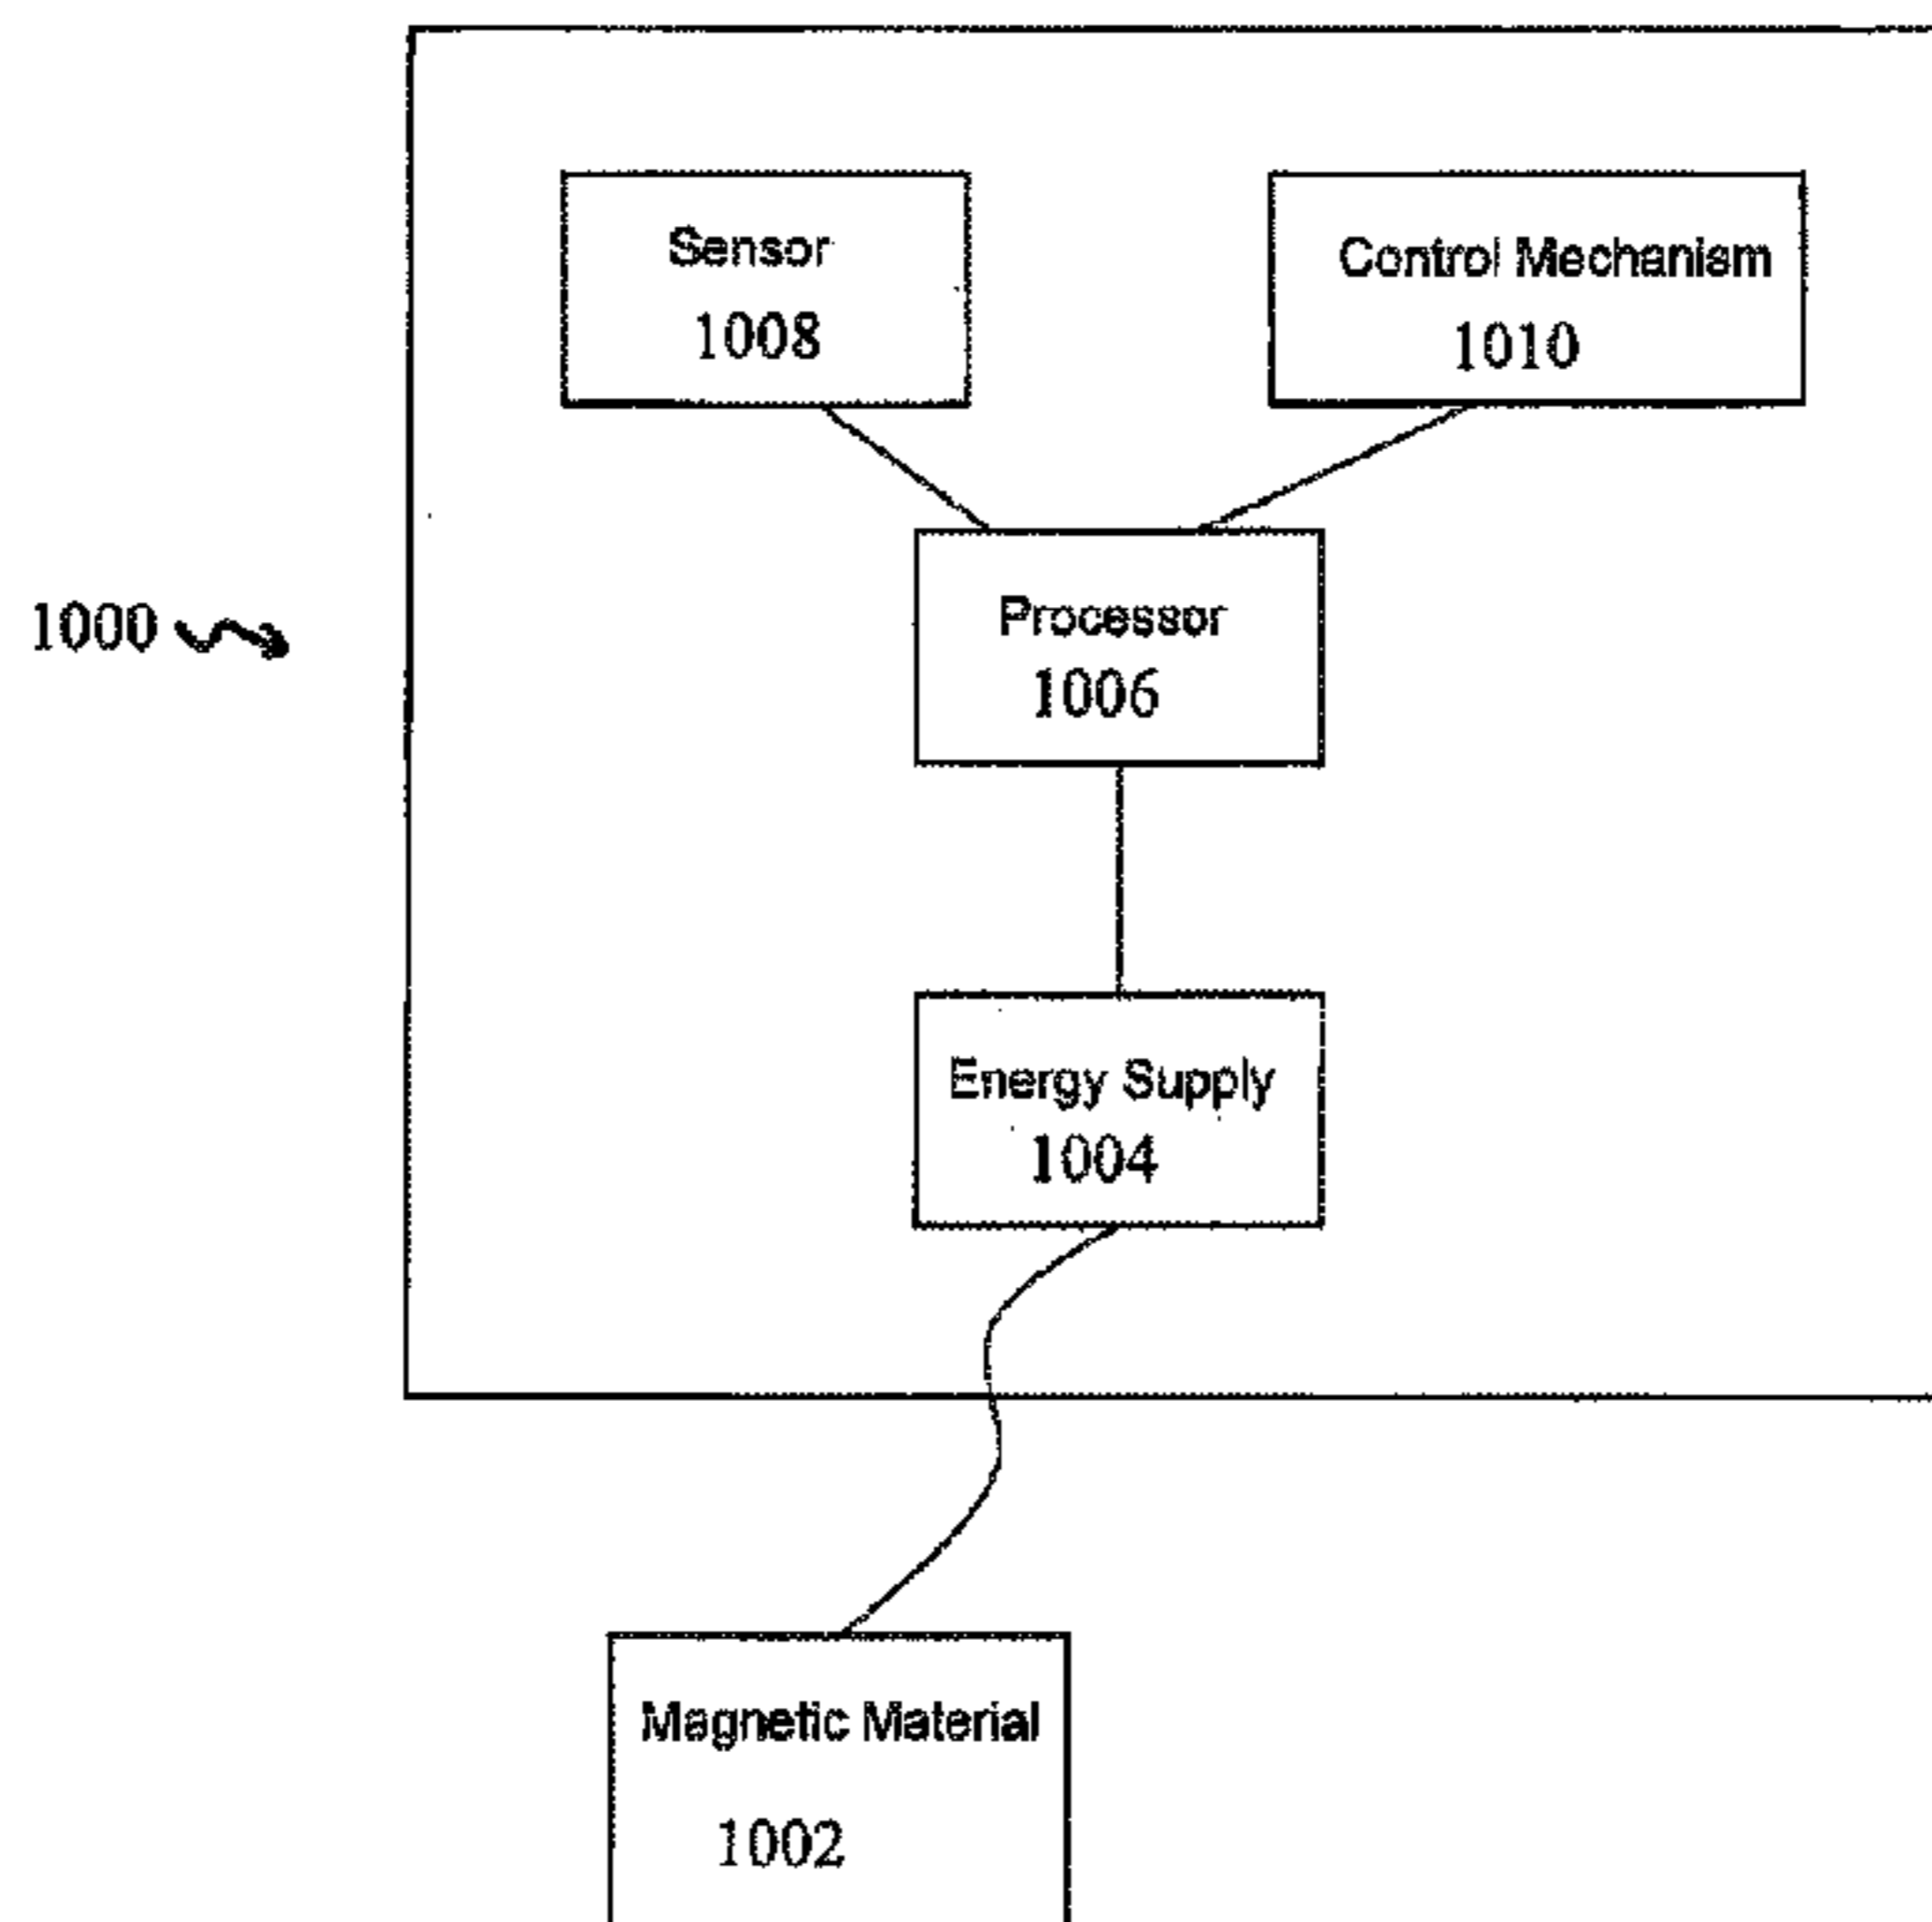 Sensor
1008
Control Mechanism
1010
1000
Processor
1006
Energy Supply
1004
Magnetic Material
1002